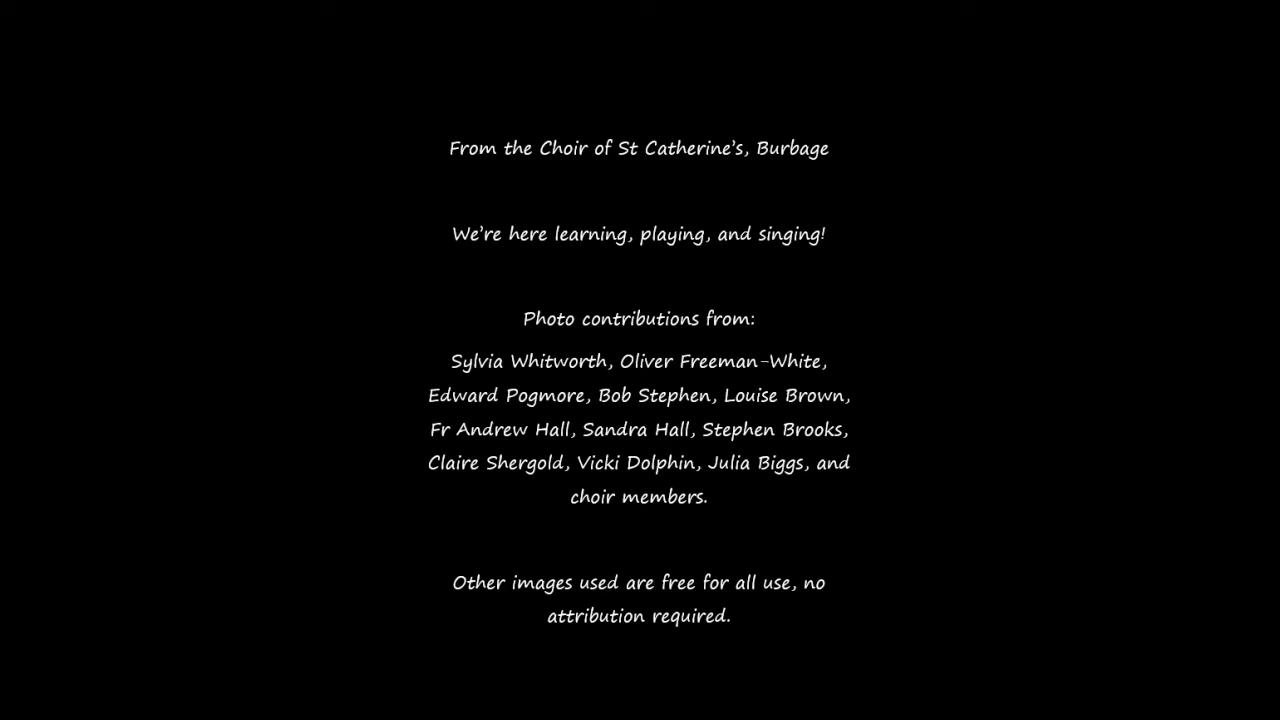 From the Choir of St Catherine’s, Burbage
We’re here learning, playing, and singing!
Photo contributions from:
Sylvia Whitworth, Oliver Freeman-White,
Edward Pogmore, Bob Stephen, Louise Brown,
Fr Andrew Hall, Sandra Hall, Stephen Brooks,
Claire Shergold, Vicki Dolphin, Julia Biggs, and
choir members.
Other images used are free for all use, no
attribution required.